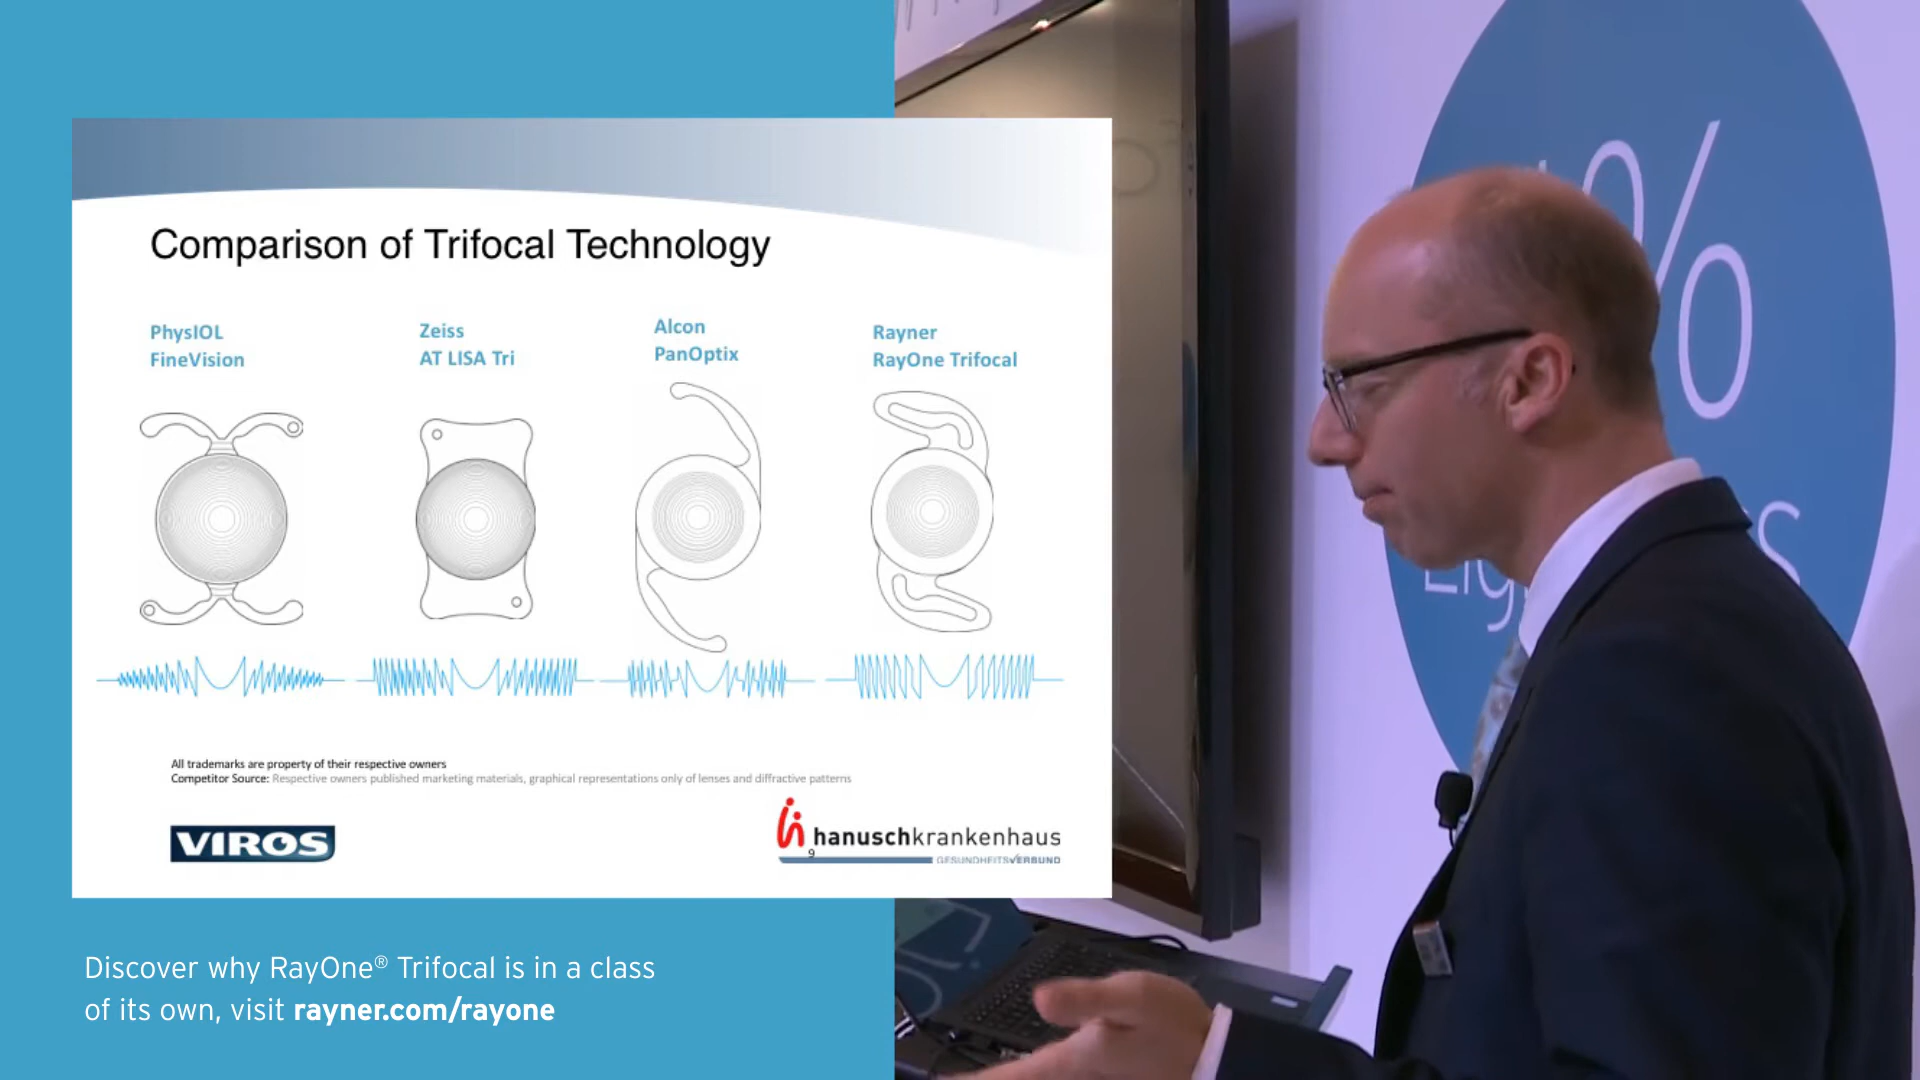 Comparison of Trifocal Technology
PhysIOL
FineVision
Zeiss
AT LISA Tri
Alcon
PanOptix
Rayner
RayOne Trifocal
All trademarks are property of their respective owners
Competitor Source: Respective owners published marketing materials, graphical representations only of lenses and diffractive patterns
VIROS
hanuschkrankenhaus
9
GESUNDHEITSVERBUND
Discover why RayOne® Trifocal is in a class
of its own, visit rayner.com/rayone
%